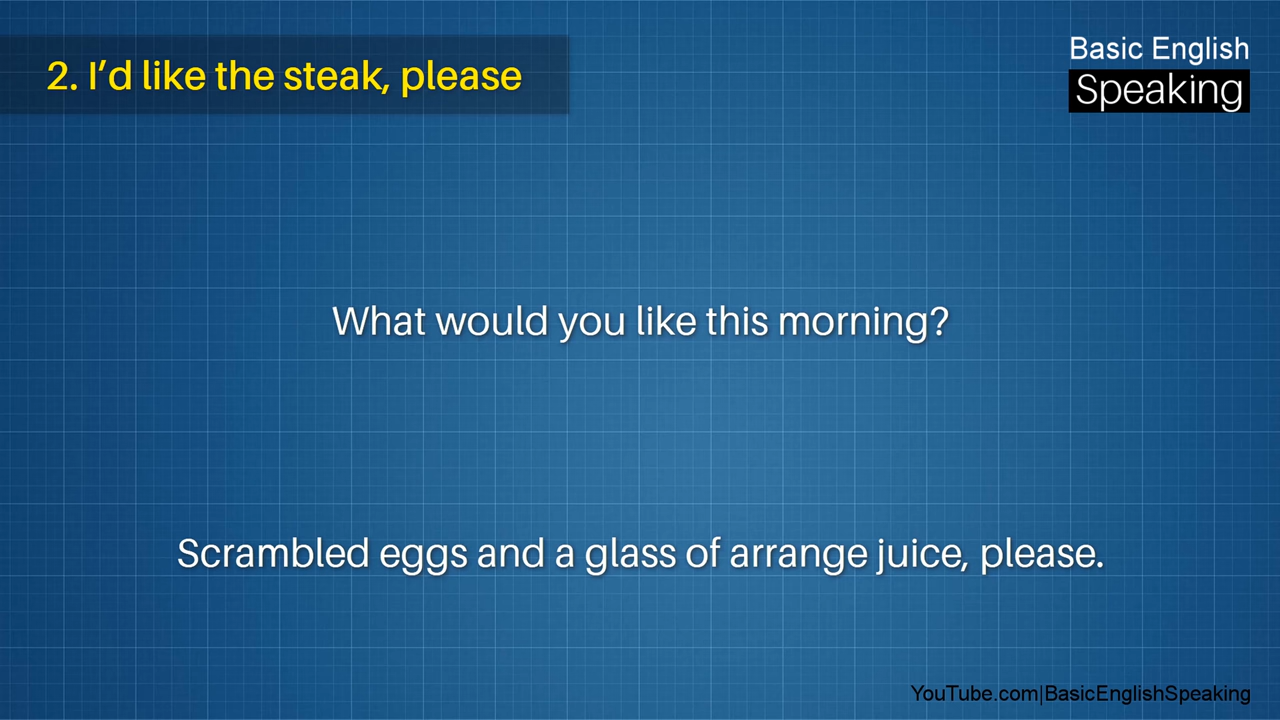 2. I'd like the steak, please
Basic English
Speaking
What would you like this morning?
Scrambled eggs and a glass of arrange juice, please.
YouTube.com|BasicEnglishSpeaking